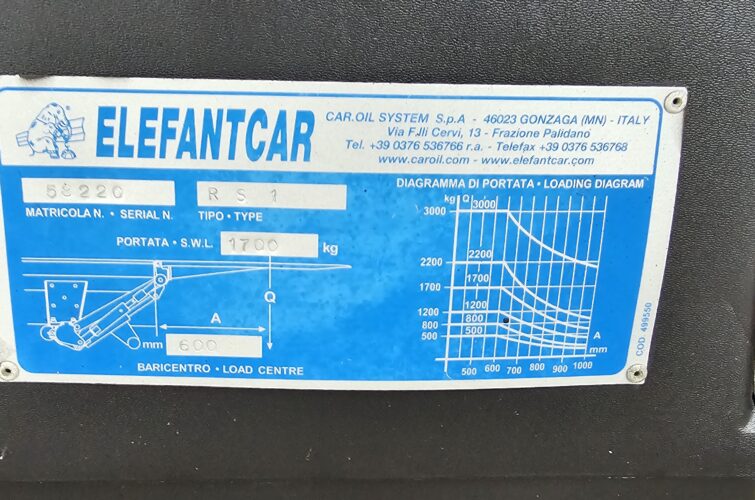 ® ELEFANTCAR
CAR.OIL SYSTEM S.p.A - 46023 GONZAGA (MN) - ITALY
Via F.lli Cervi, 13 - Frazione Palidano
Tel. +39 0376 536766 r.a. - Telefax +39 0376 536768
www.caroil.com - www.elefantcar.com
RS1
MATRICOLA N. • SERIAL N. TIPO • TYPE
PORTATA • S.W.L. 1700 kg
Q
A
mm 600
BARICENTRO • LOAD CENTRE
DIAGRAMMA DI PORTATA • LOADING DIAGRAM
kg Q 3000
3000
2200 2200
1700 1700
1200 1200
800 800
500 500
A
mm
500 600 700 800 900 1000
COD. 499550